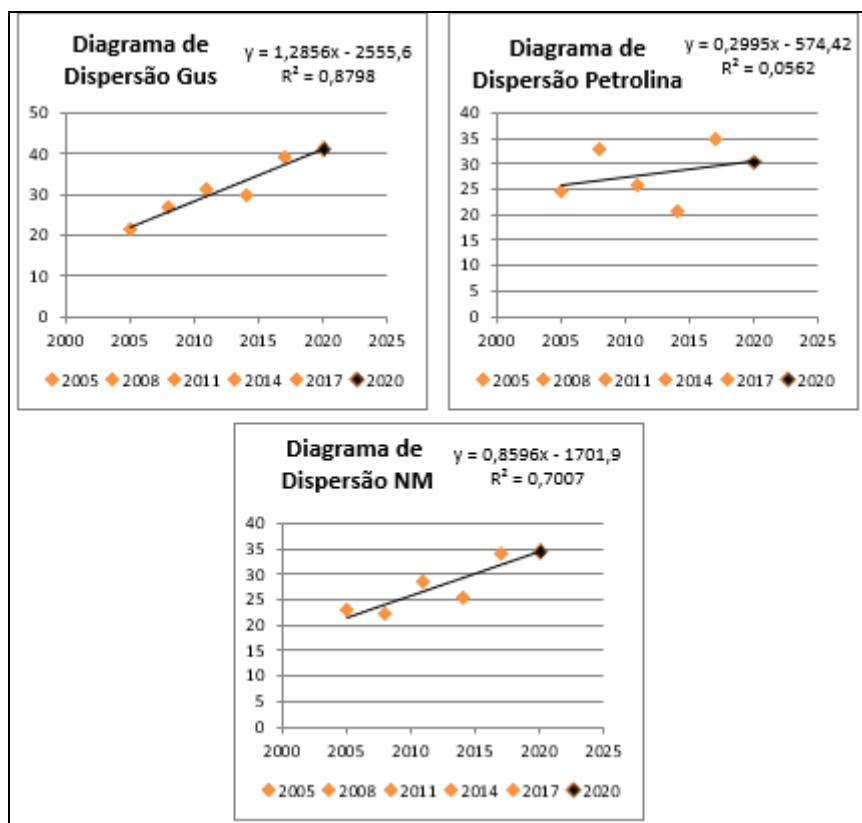 Diagrama de
Dispersão Gus
y = 1,2856x - 2555,6
R² = 0,8798
50
40
30
20
10
0
2000 2005 2010 2015 2020 2025
2005 2008 2011 2014 2017 2020
Diagrama de
Dispersão Petrolina
y = 0,2995x - 574,42
R² = 0,0562
40
35
30
25
20
15
10
5
0
2000 2005 2010 2015 2020 2025
2005 2008 2011 2014 2017 2020
Diagrama de
Dispersão NM
y = 0,8596x - 1701,9
R² = 0,7007
40
35
30
25
20
15
10
5
0
2000 2005 2010 2015 2020 2025
2005 2008 2011 2014 2017 2020